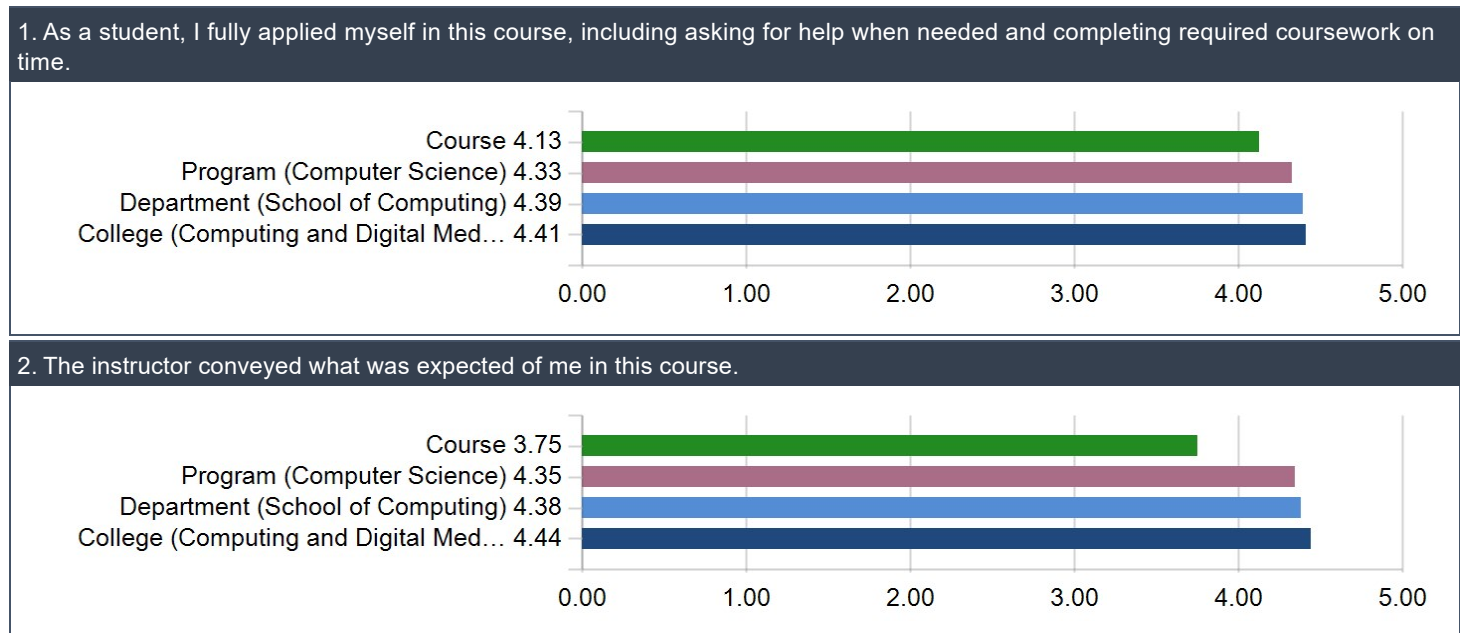 1. As a student, I fully applied myself in this course, including asking for help when needed and completing required coursework on
time.
Course 4.13
Program (Computer Science) 4.33
Department (School of Computing) 4.39
College (Computing and Digital Med... 4.41
0.00 1.00 2.00 3.00 4.00 5.00
2. The instructor conveyed what was expected of me in this course.
Course 3.75
Program (Computer Science) 4.35
Department (School of Computing) 4.38
College (Computing and Digital Med... 4.44
0.00 1.00 2.00 3.00 4.00 5.00